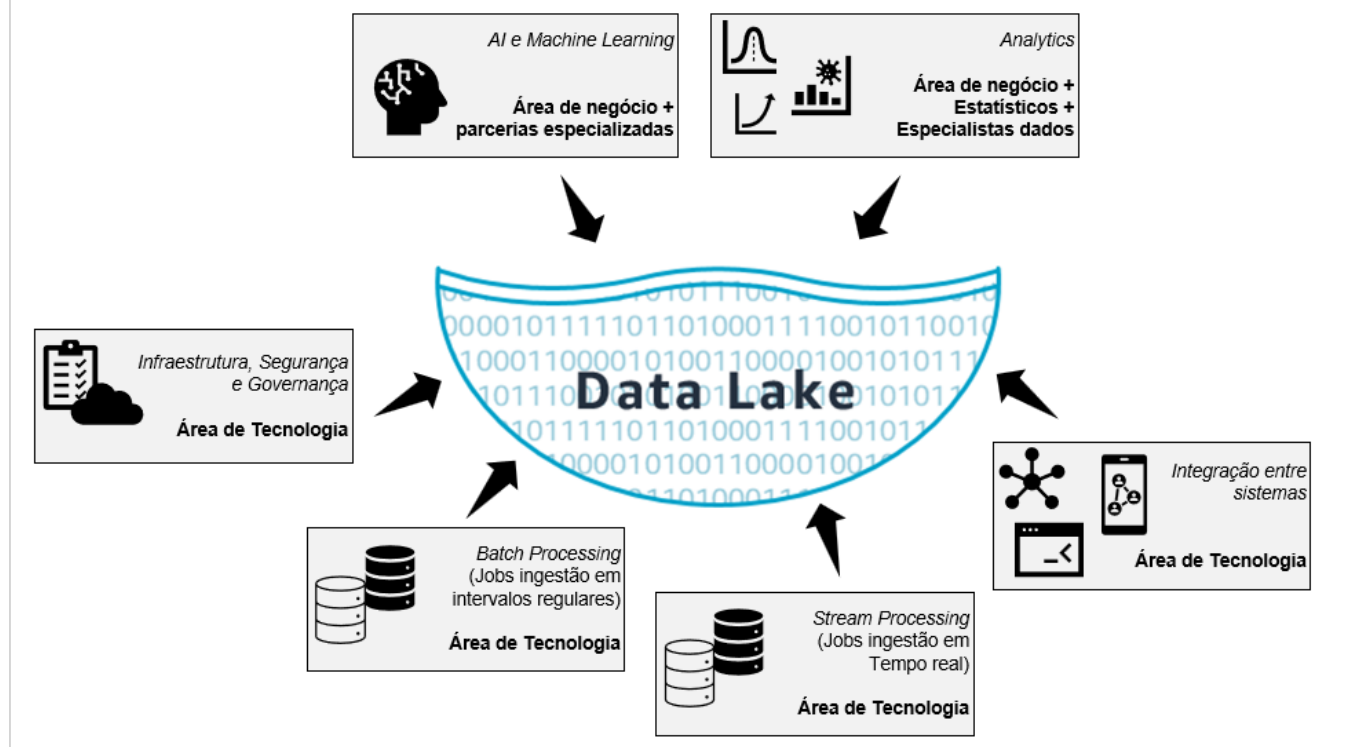 AI e Machine Learning
Área de negócio +
parcerias especializadas
Analytics
Área de negócio +
Estatísticos +
Especialistas dados
Data Lake
Infraestrutura, Segurança
e Governança
Área de Tecnologia
Integração entre
sistemas
Área de Tecnologia
Batch Processing
(Jobs ingestão em
intervalos regulares)
Área de Tecnologia
Stream Processing
(Jobs ingestão em
Tempo real)
Área de Tecnologia